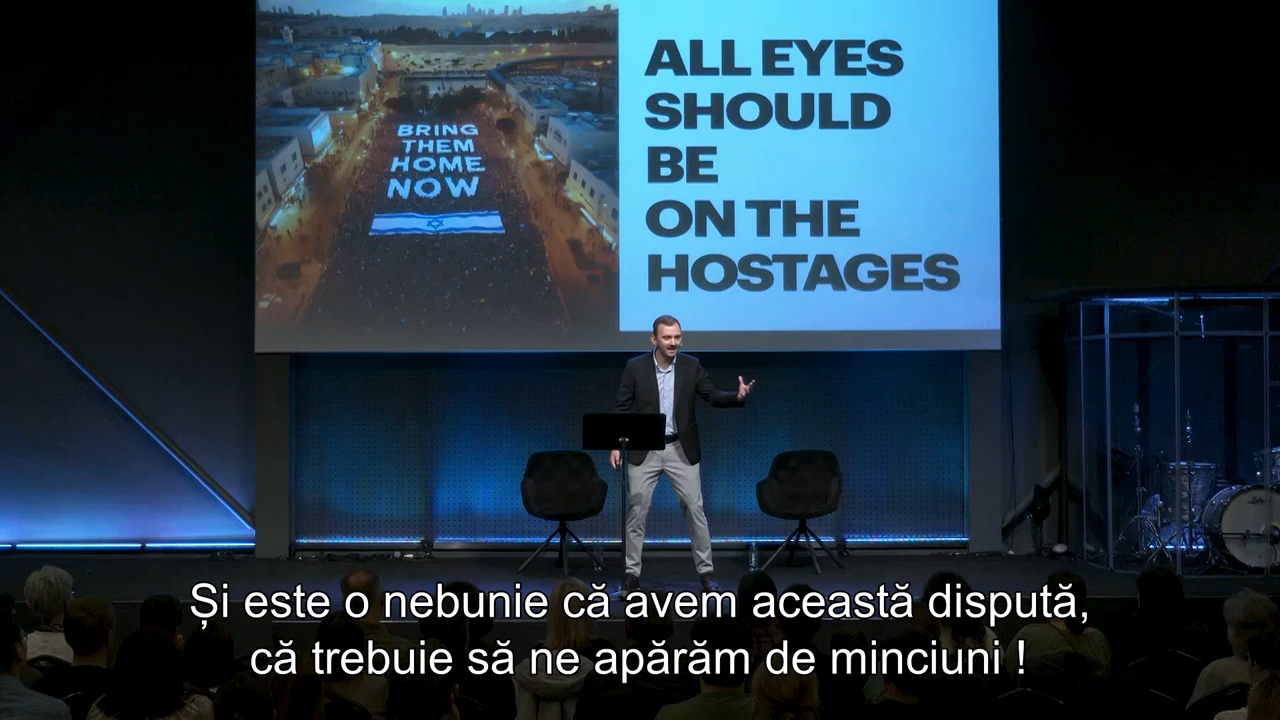 BRING
THEM
HOME
NOW
ALL EYES
SHOULD
BE
ON THE
HOSTAGES
Și este o nebunie că avem această dispută,
că trebuie să ne apărăm de minciuni !